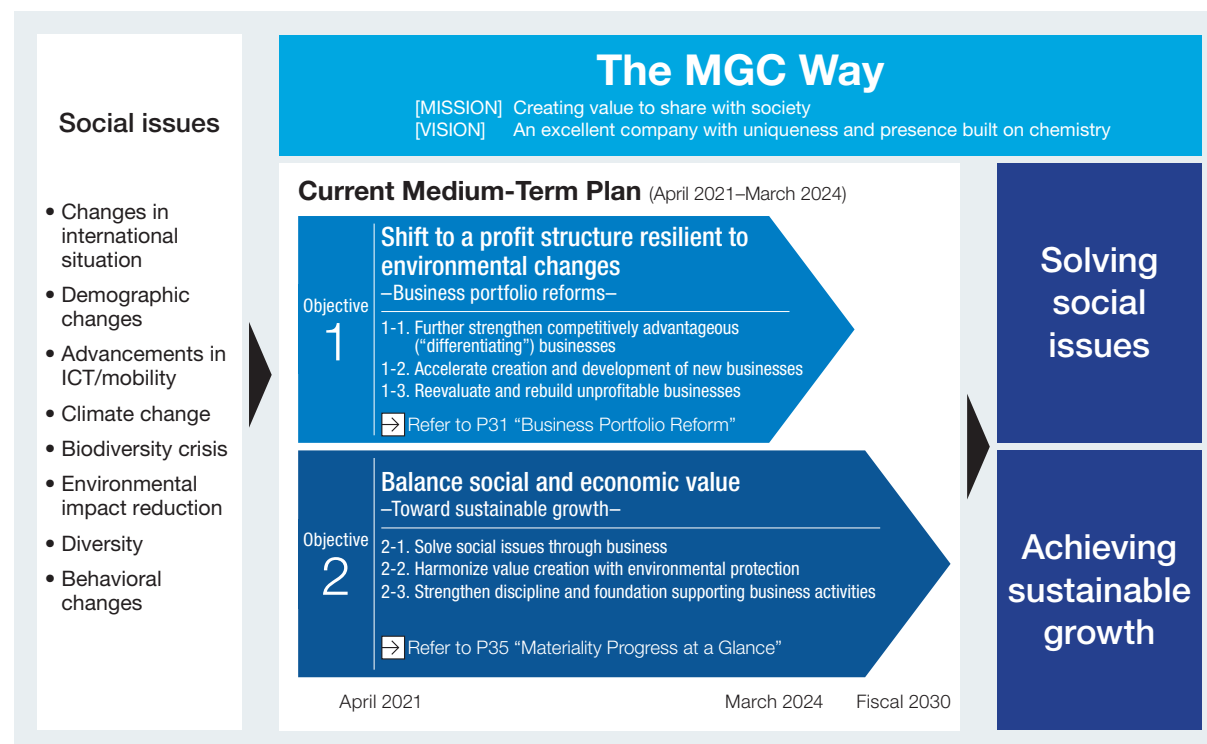 Social issues
• Changes in
international
situation
• Demographic
changes
• Advancements in
ICT/mobility
• Climate change
• Biodiversity crisis
• Environmental
impact reduction
• Diversity
• Behavioral
changes
The MGC Way
[MISSION] Creating value to share with society
[VISION] An excellent company with uniqueness and presence built on chemistry
Current Medium-Term Plan (April 2021–March 2024)
Objective
1
Shift to a profit structure resilient to
environmental changes
–Business portfolio reforms–
1-1. Further strengthen competitively advantageous
(“differentiating”) businesses
1-2. Accelerate creation and development of new businesses
1-3. Reevaluate and rebuild unprofitable businesses
→ Refer to P31 “Business Portfolio Reform”
Objective
2
Balance social and economic value
–Toward sustainable growth–
2-1. Solve social issues through business
2-2. Harmonize value creation with environmental protection
2-3. Strengthen discipline and foundation supporting business activities
→ Refer to P35 “Materiality Progress at a Glance”
April 2021
March 2024
Fiscal 2030
Solving
social
issues
Achieving
sustainable
growth